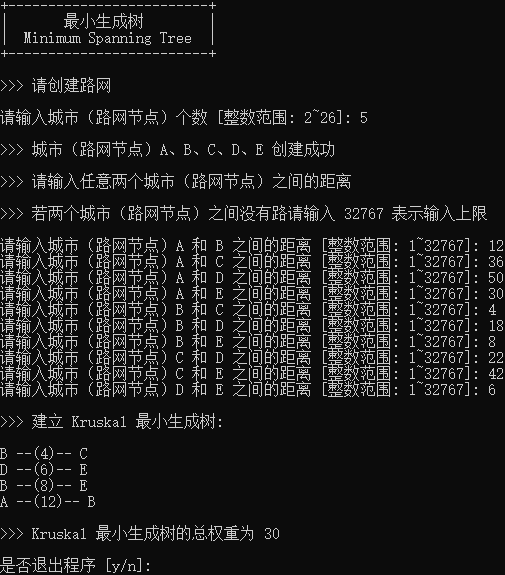 +--------------------------+
|       最小生成树         |
|  Minimum Spanning Tree   |
+--------------------------+
>>> 请创建路网
请输入城市（路网节点）个数 [整数范围: 2~26]: 5
>>> 城市（路网节点）A、B、C、D、E 创建成功
>>> 请输入任意两个城市（路网节点）之间的距离
>>> 若两个城市（路网节点）之间没有路请输入 32767 表示输入上限
请输入城市（路网节点）A 和 B 之间的距离 [整数范围: 1~32767]: 12
请输入城市（路网节点）A 和 C 之间的距离 [整数范围: 1~32767]: 36
请输入城市（路网节点）A 和 D 之间的距离 [整数范围: 1~32767]: 50
请输入城市（路网节点）A 和 E 之间的距离 [整数范围: 1~32767]: 30
请输入城市（路网节点）B 和 C 之间的距离 [整数范围: 1~32767]: 4
请输入城市（路网节点）B 和 D 之间的距离 [整数范围: 1~32767]: 18
请输入城市（路网节点）B 和 E 之间的距离 [整数范围: 1~32767]: 8
请输入城市（路网节点）C 和 D 之间的距离 [整数范围: 1~32767]: 22
请输入城市（路网节点）C 和 E 之间的距离 [整数范围: 1~32767]: 42
请输入城市（路网节点）D 和 E 之间的距离 [整数范围: 1~32767]: 6
>>> 建立 Kruskal 最小生成树:
B --(4)-- C
D --(6)-- E
B --(8)-- E
A --(12)-- B
>>> Kruskal 最小生成树的总权重为 30
是否退出程序 [y/n]: